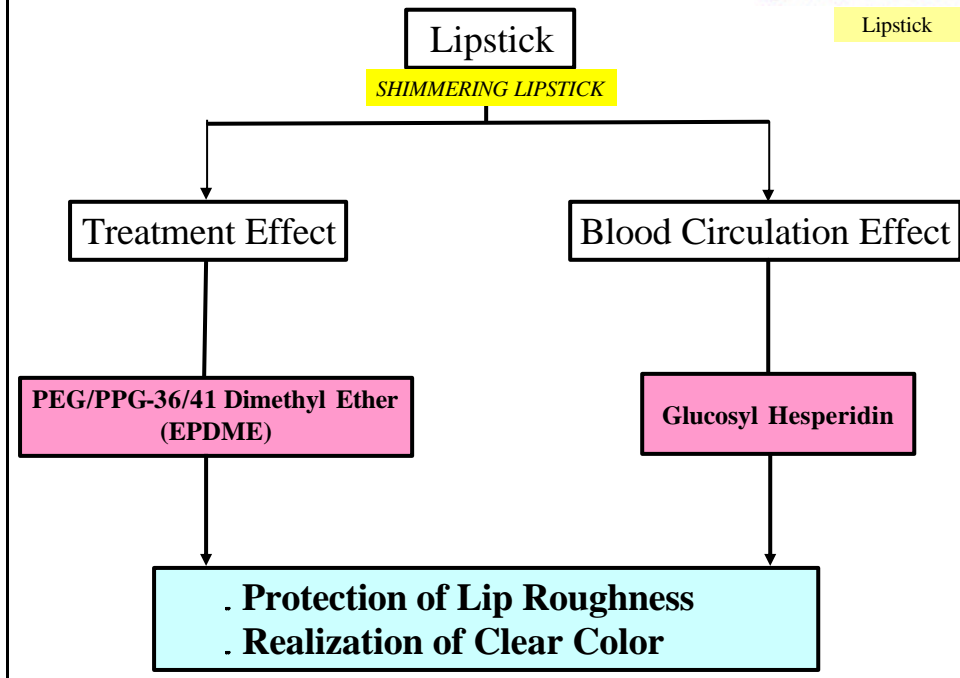 Lipstick
Lipstick
SHIMMERING LIPSTICK
Treatment Effect
Blood Circulation Effect
PEG/PPG-36/41 Dimethyl Ether
(EPDME)
Glucosyl Hesperidin
. Protection of Lip Roughness
. Realization of Clear Color